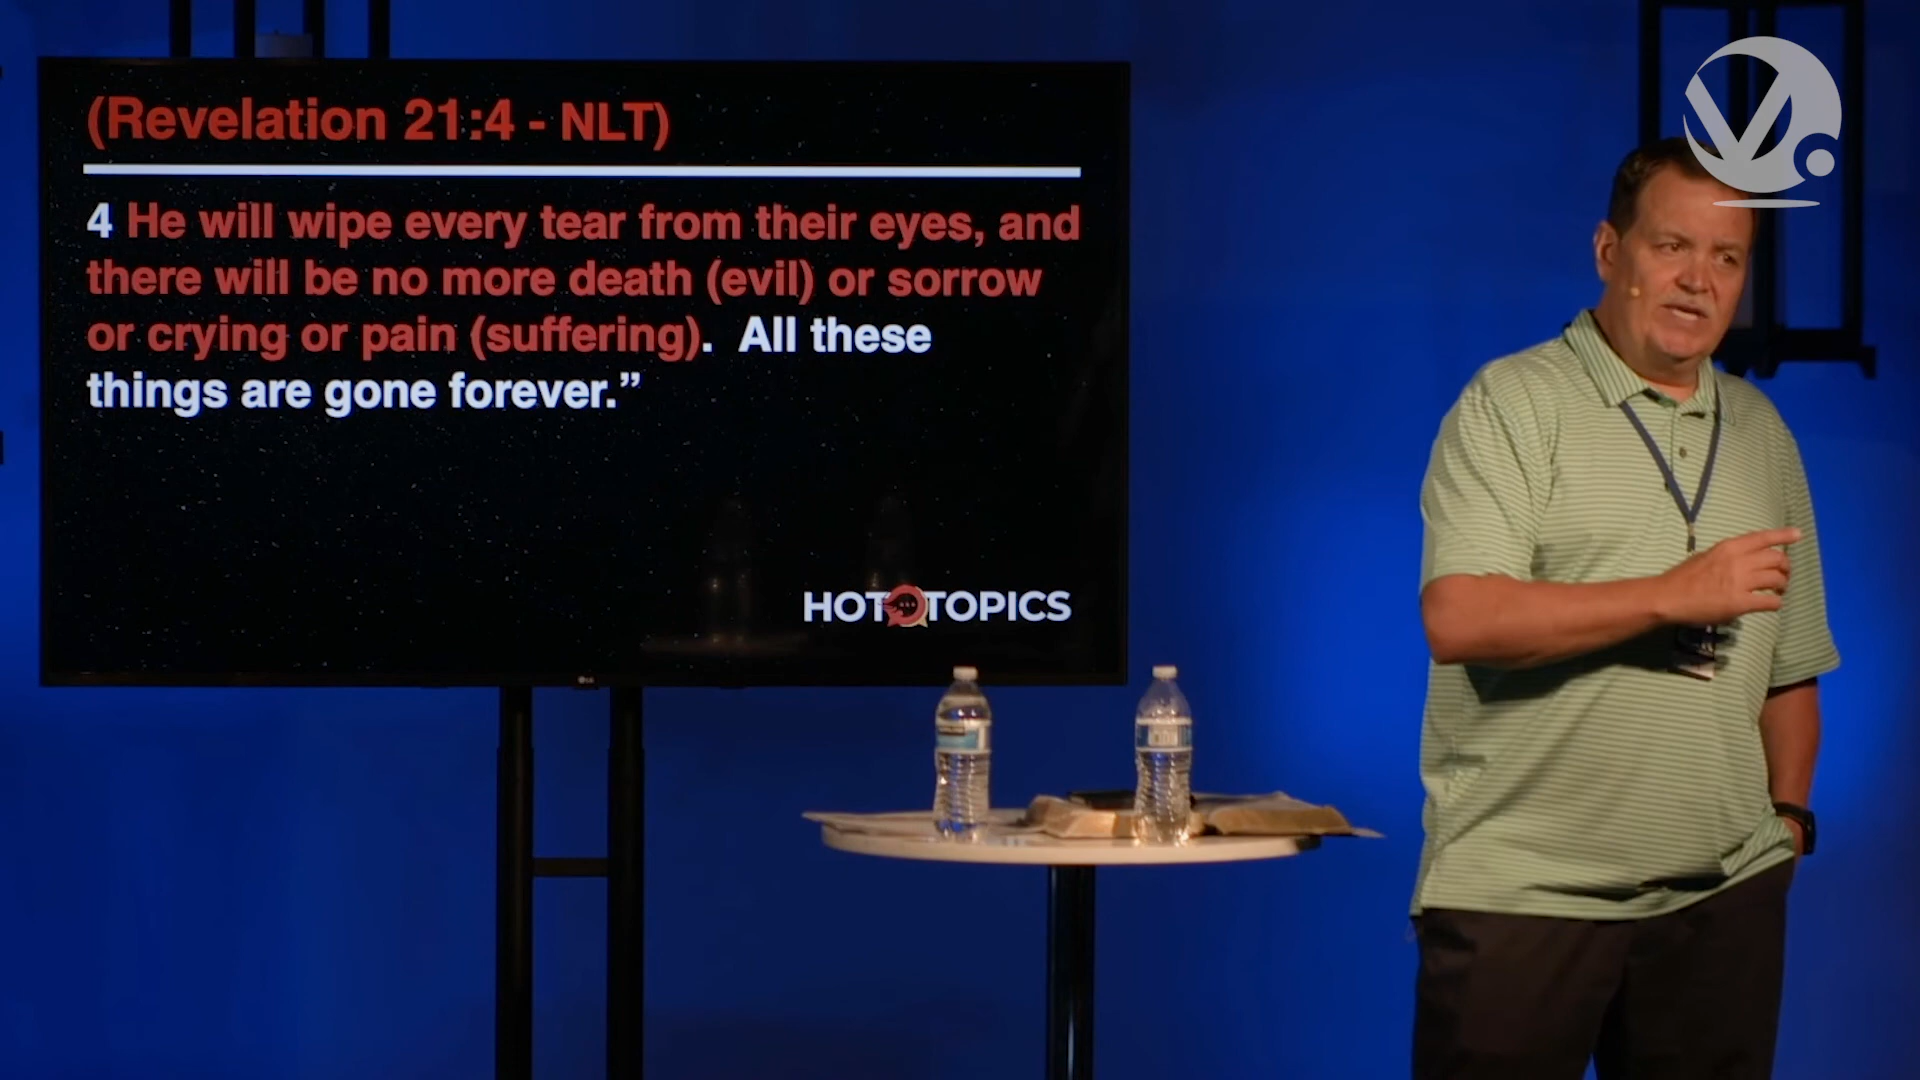 (Revelation 21:4 - NLT)
4 He will wipe every tear from their eyes, and
there will be no more death (evil) or sorrow
or crying or pain (suffering).  All these
things are gone forever.”
HOT TOPICS
LG